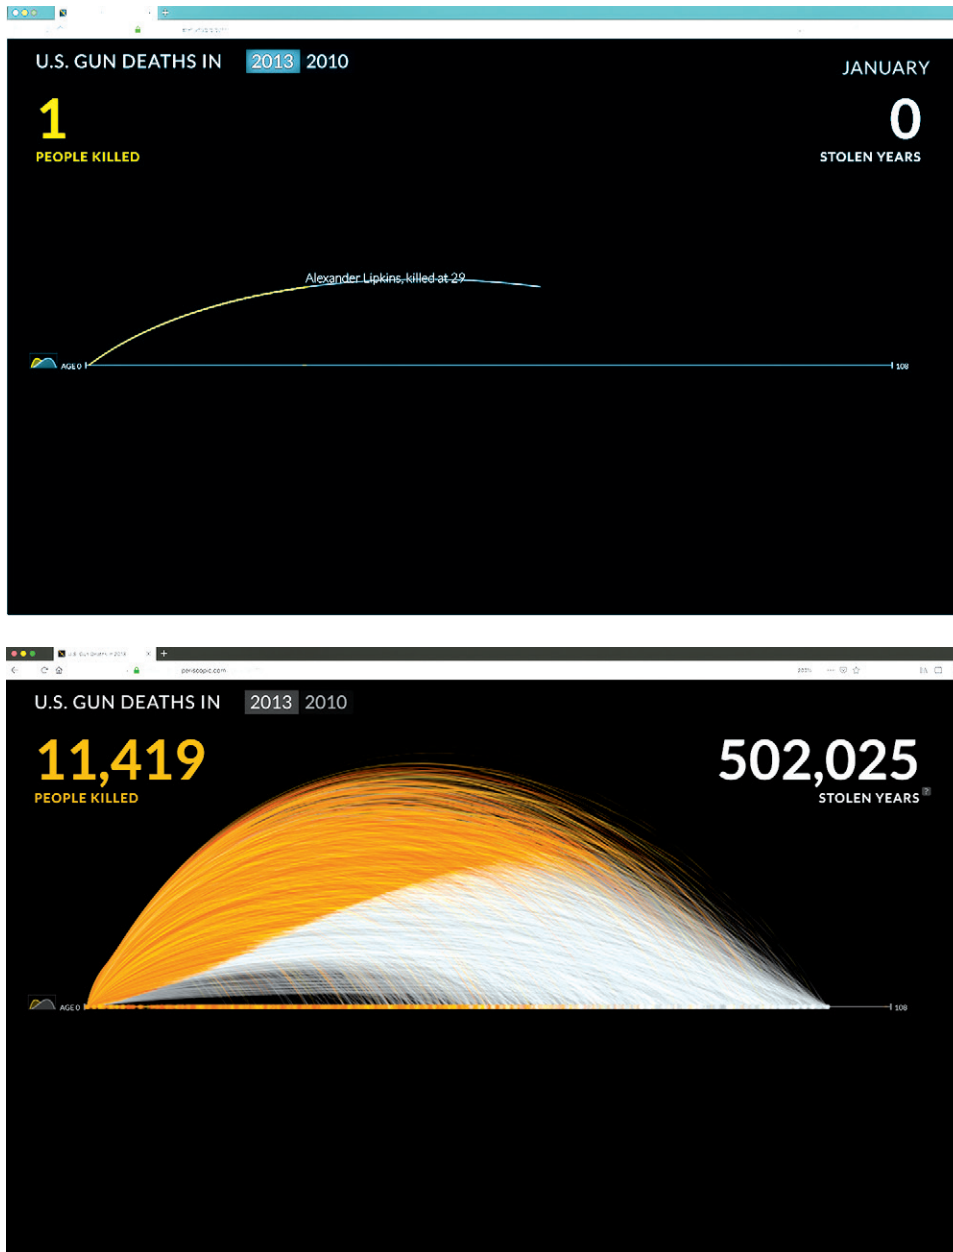 U.S. GUN DEATHS IN 2013 2010
JANUARY
1
PEOPLE KILLED
0
STOLEN YEARS
Alexander Lipkins, killed at 29
AGE 0
108
periscopic.com
U.S. GUN DEATHS IN 2013 2010
11,419
PEOPLE KILLED
502,025
STOLEN YEARS ?
AGE 0
108